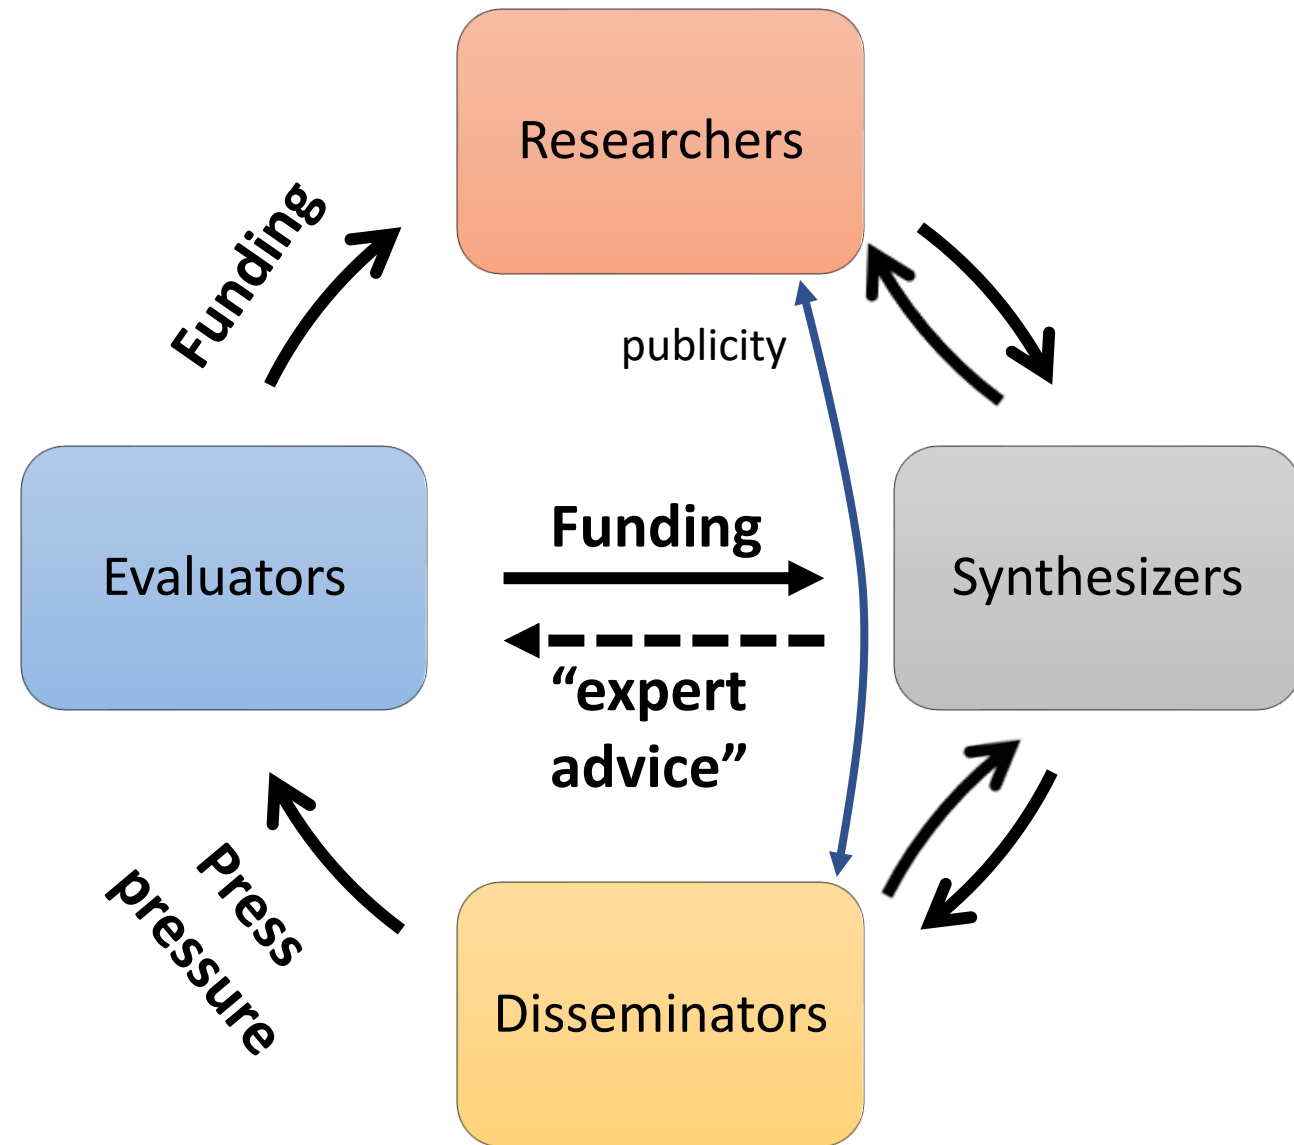 Researchers
Funding
publicity
Evaluators
Funding
Synthesizers
“expert
advice”
Press
pressure
Disseminators